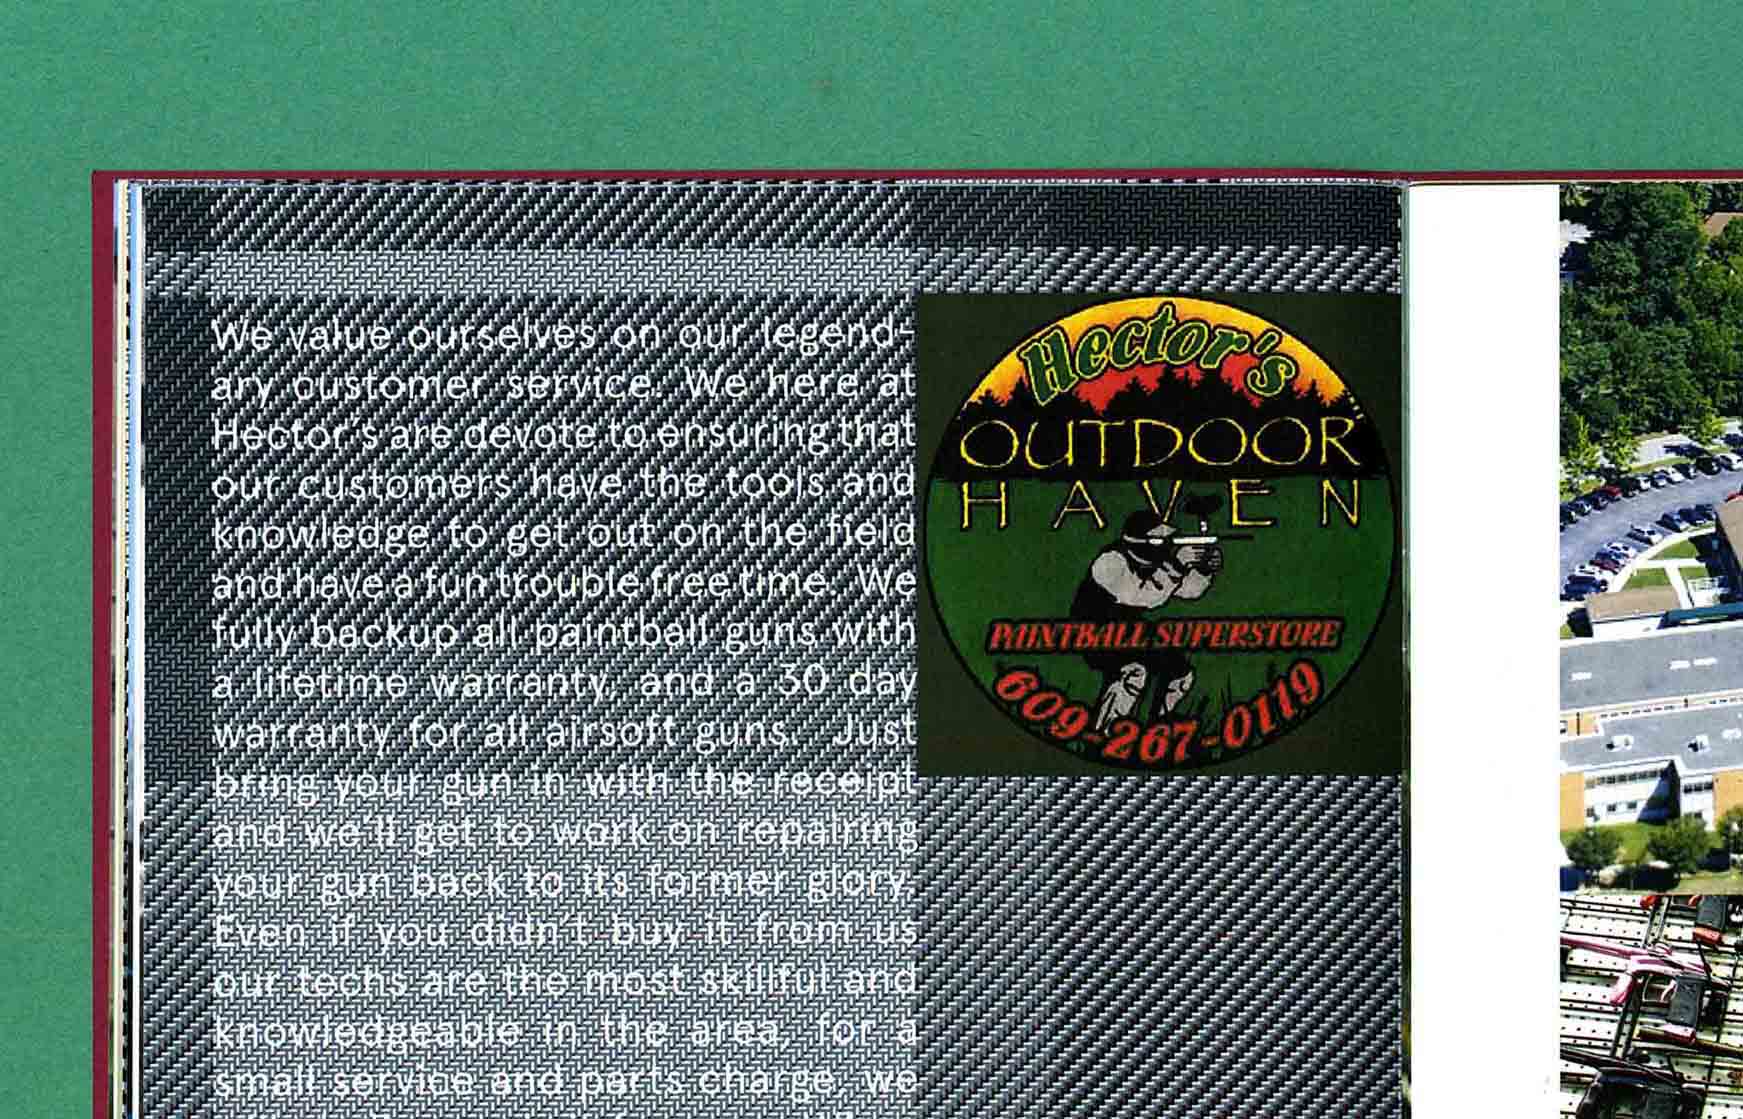 We value ourselves on our legend-
ary customer service. We here at
Hector's are devote to ensuring that
our customers have the tools and
knowledge to get out on the field
and have a fun trouble free time. We
fully backup all paintball guns with
a lifetime warranty, and a 30 day
warranty for all airsoft guns. Just
bring your gun in with the receipt
and we'll get to work on repairing
your gun back to its former glory.
Even if you didn't buy it from us
our techs are the most skillful and
knowledgeable in the area, for a
small service and parts charge, we
Hector's
OUTDOOR
HAVEN
PAINTBALL SUPERSTORE
609-267-0119